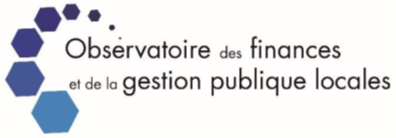 Observatoire des finances
et de la gestion publique locales